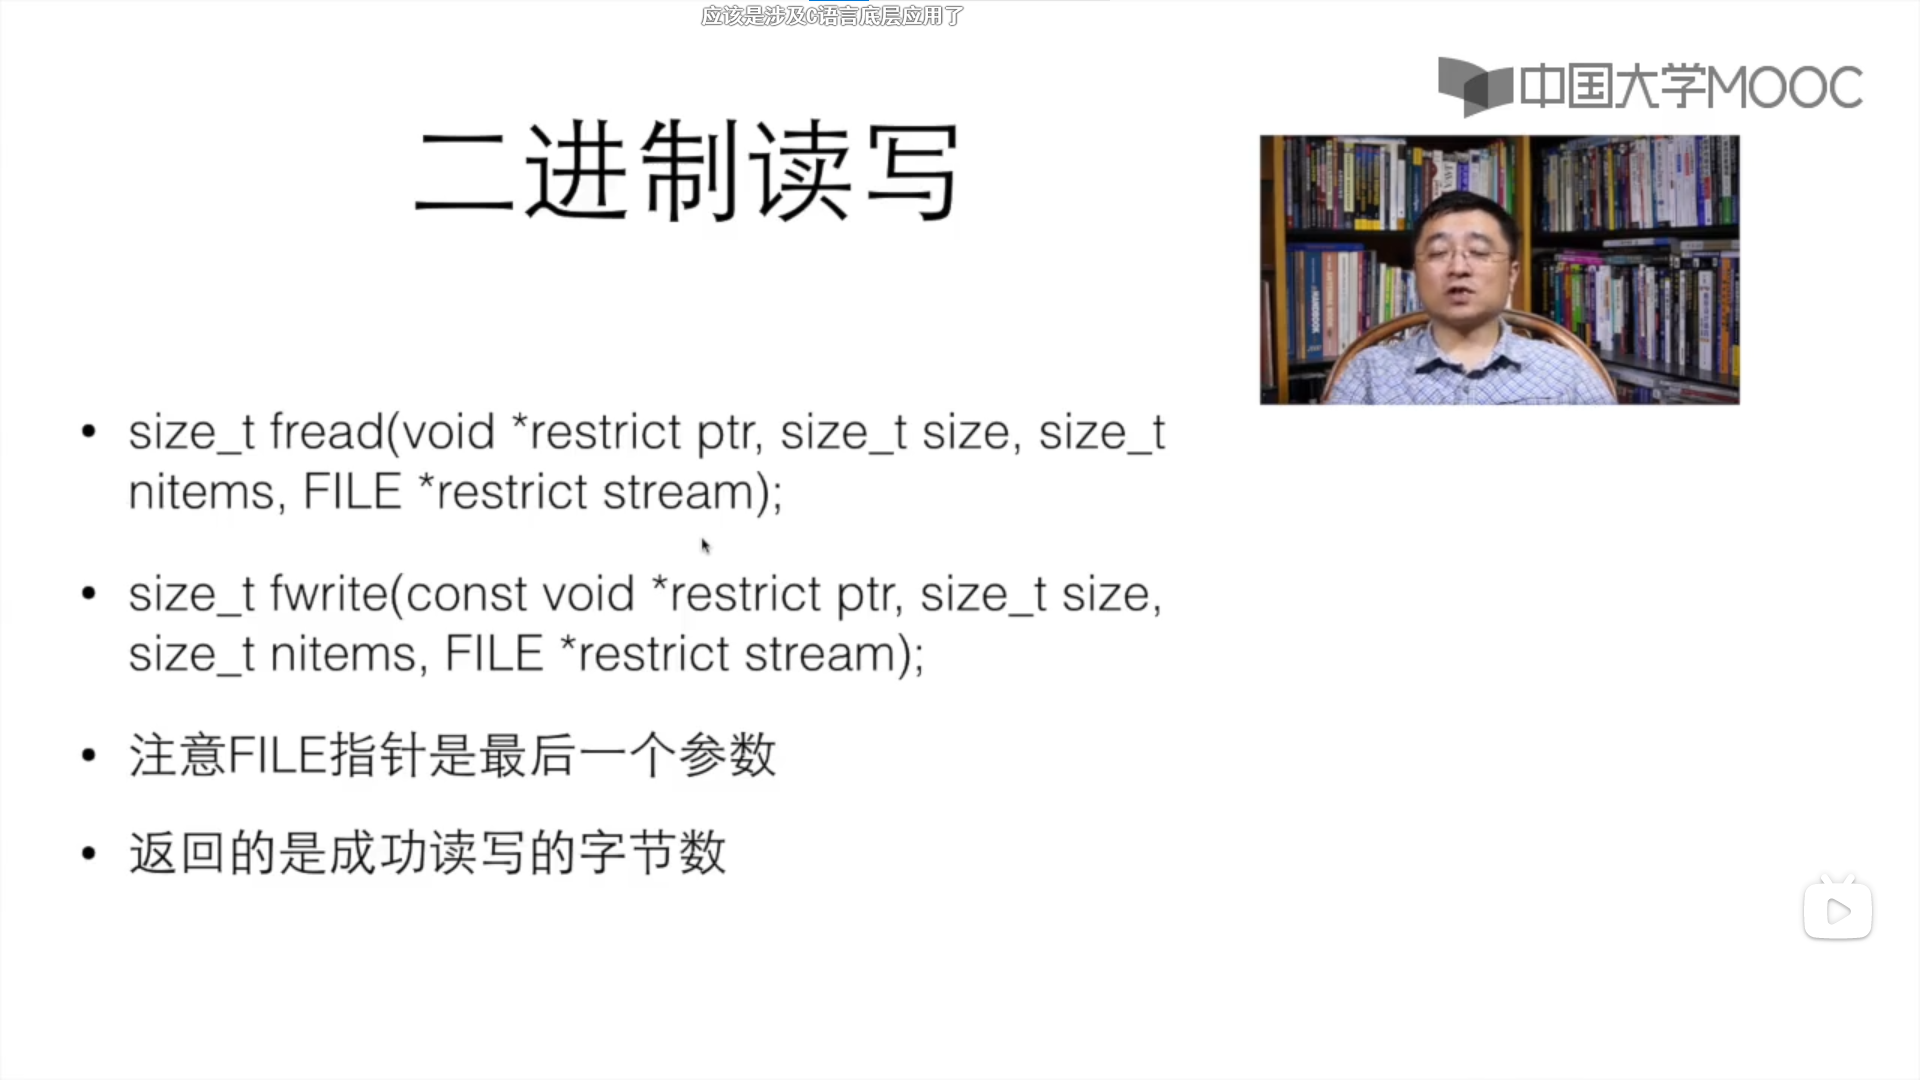 应该是涉及C语言底层应用了
中国大学MOOC
二进制读写
• size_t fread(void *restrict ptr, size_t size, size_t
nitems, FILE *restrict stream);
• size_t fwrite(const void *restrict ptr, size_t size,
size_t nitems, FILE *restrict stream);
• 注意FILE指针是最后一个参数
• 返回的是成功读写的字节数